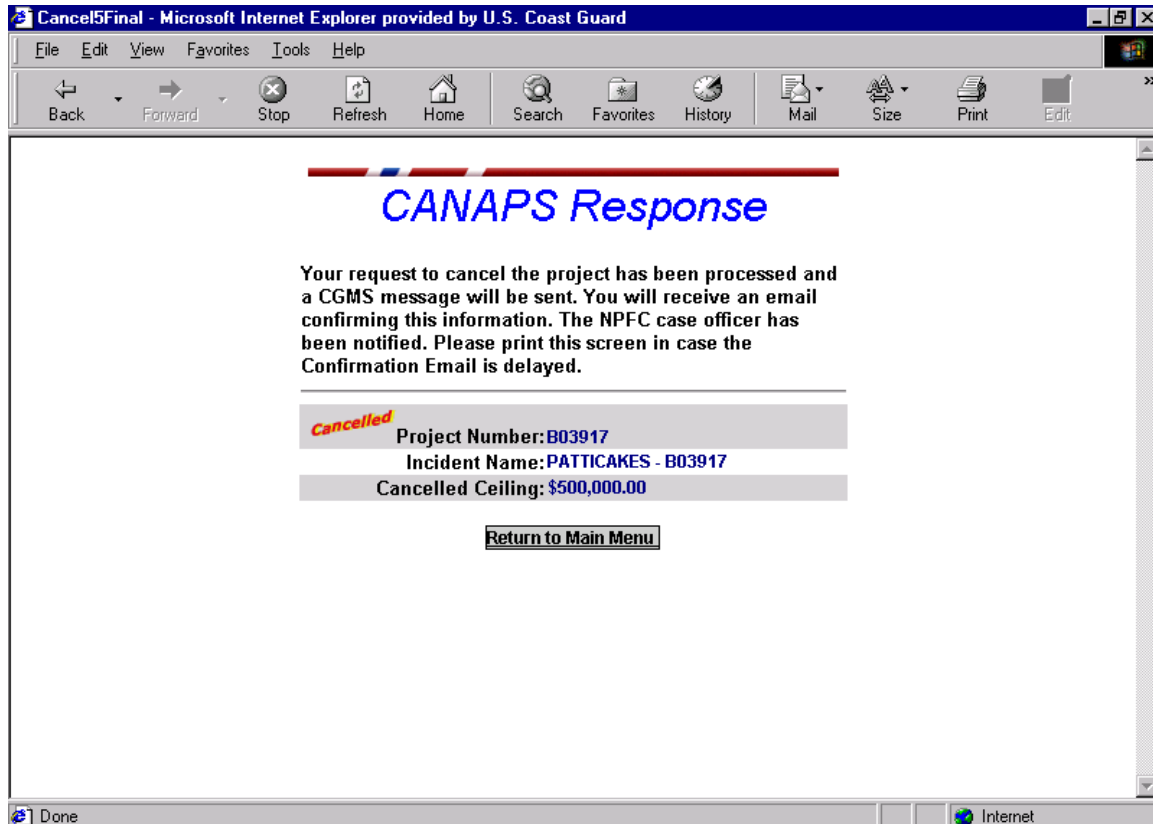 Cancel5Final - Microsoft Internet Explorer provided by U.S. Coast Guard
File Edit View Favorites Tools Help
Back Forward Stop Refresh Home Search Favorites History Mail Size Print Edit
CANAPS Response
Your request to cancel the project has been processed and
a CGMS message will be sent. You will receive an email
confirming this information. The NPFC case officer has
been notified. Please print this screen in case the
Confirmation Email is delayed.
Cancelled
Project Number: B03917
Incident Name: PATTICAKES - B03917
Cancelled Ceiling: $500,000.00
Return to Main Menu
Done Internet